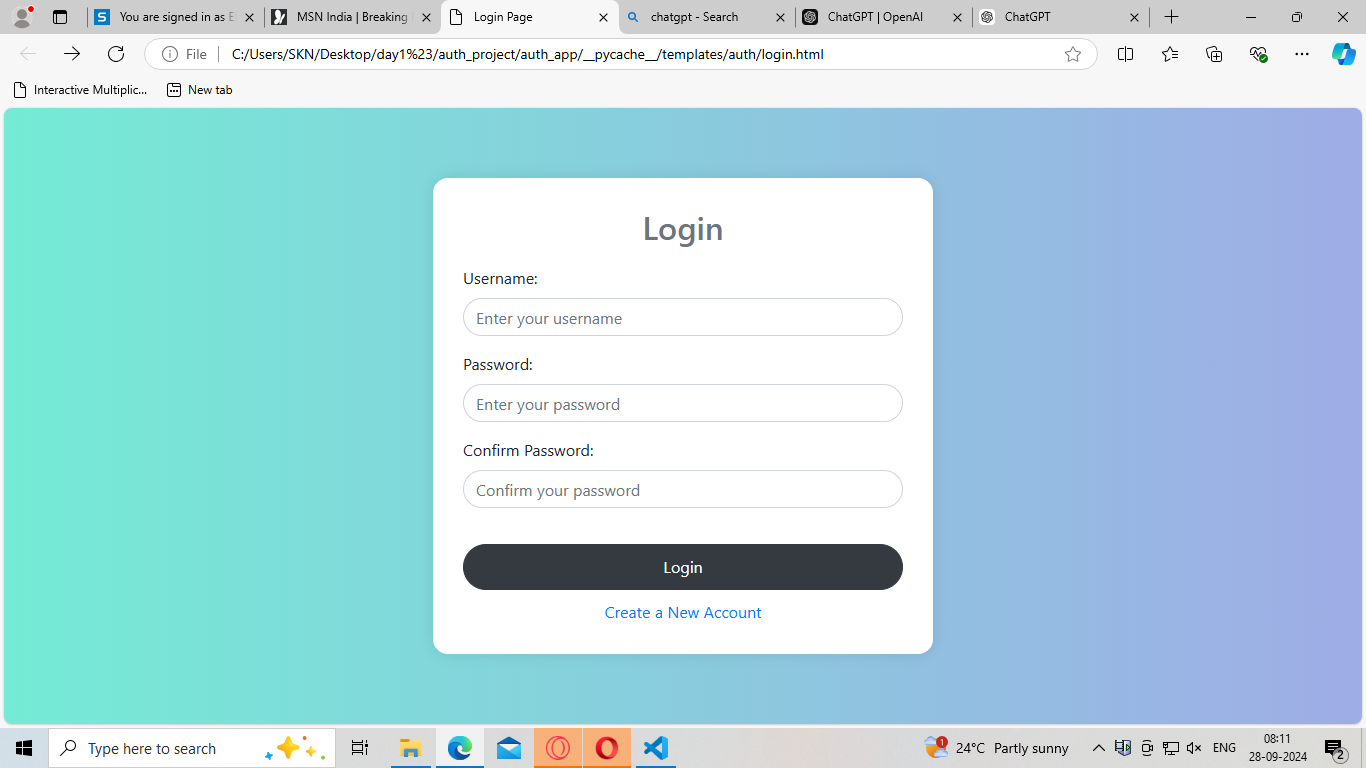 You are signed in as E
MSN India | Breaking
Login Page
chatgpt - Search
ChatGPT | OpenAI
ChatGPT
File
C:/Users/SKN/Desktop/day1%23/auth_project/auth_app/__pycache__/templates/auth/login.html
Interactive Multiplic...
New tab
Login
Username:
Enter your username
Password:
Enter your password
Confirm Password:
Confirm your password
Login
Create a New Account
Type here to search
1
24°C Partly sunny
ENG
08:11
28-09-2024
2